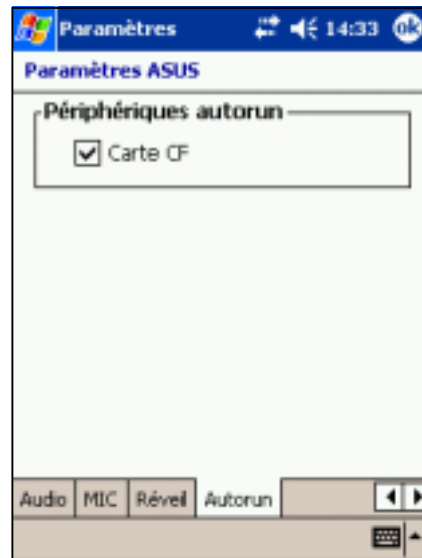 Paramètres 14:33 ok
Paramètres ASUS
Périphériques autorun
Carte CF
Audio MIC Réveil Autorun